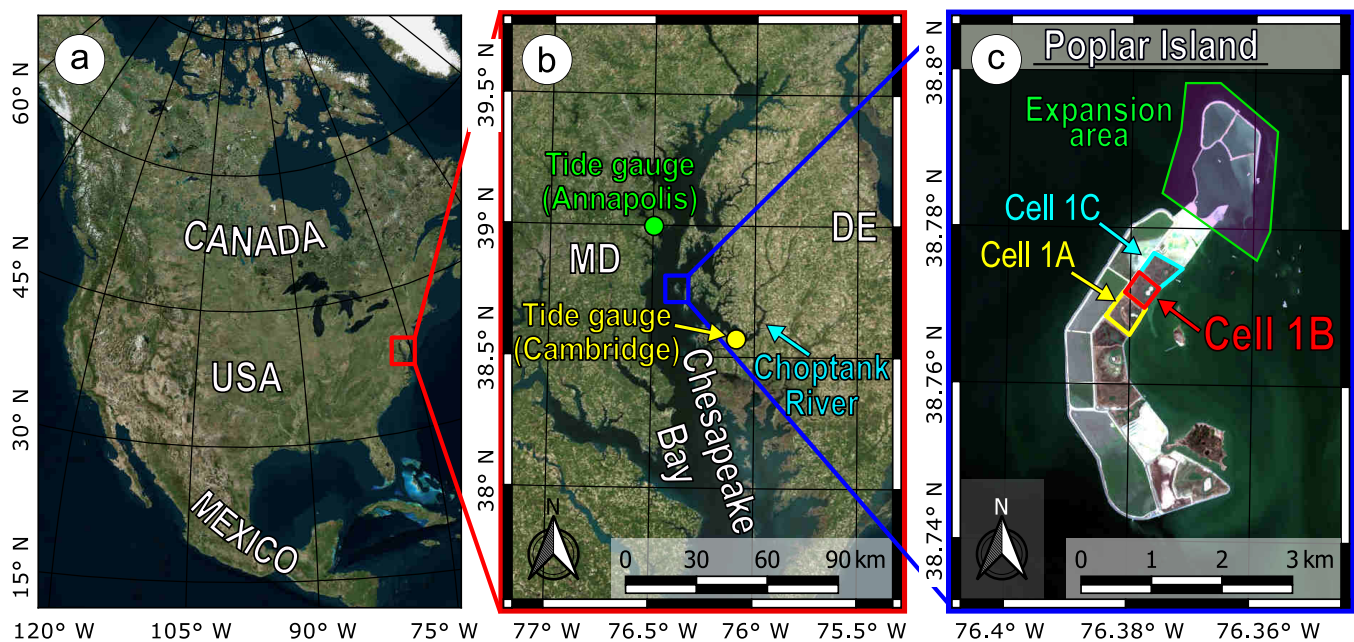 a
60° N
45° N
30° N
15° N
CANADA
USA
MEXICO
120° W
105° W
90° W
75° W
b
39.5° N
39° N
38.5° N
38° N
Tide gauge
(Annapolis)
MD
DE
Tide gauge
(Cambridge)
Choptank
River
Chesapeake
Bay
N
0 30 60 90 km
77° W
76.5° W
76° W
75.5° W
c
Poplar Island
38.8° N
38.78° N
38.76° N
38.74° N
Expansion
area
Cell 1C
Cell 1A
Cell 1B
N
0 1 2 3 km
76.4° W
76.38° W
76.36° W